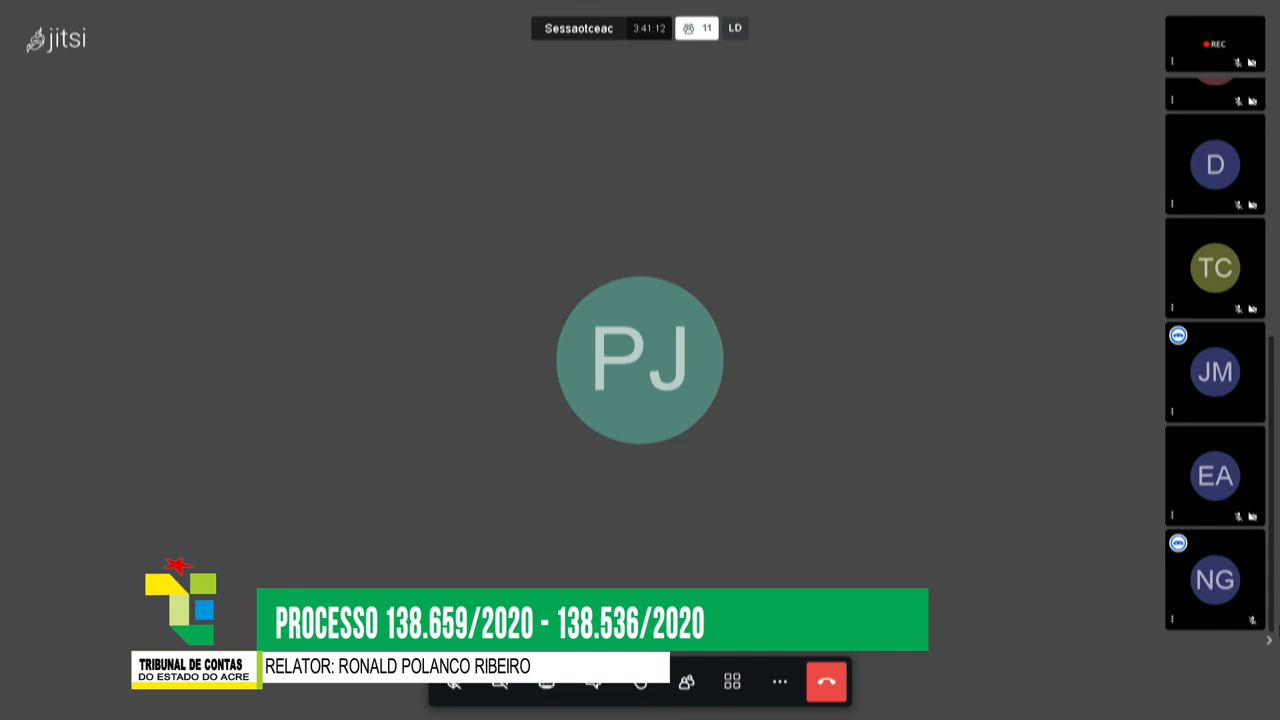 jitsi
Sessaotceac 3:41:12 11 LD
REC
D
TC
PJ
JM
EA
NG
PROCESSO 138.659/2020 - 138.536/2020
TRIBUNAL DE CONTAS
DO ESTADO DO ACRE
RELATOR: RONALD POLANCO RIBEIRO